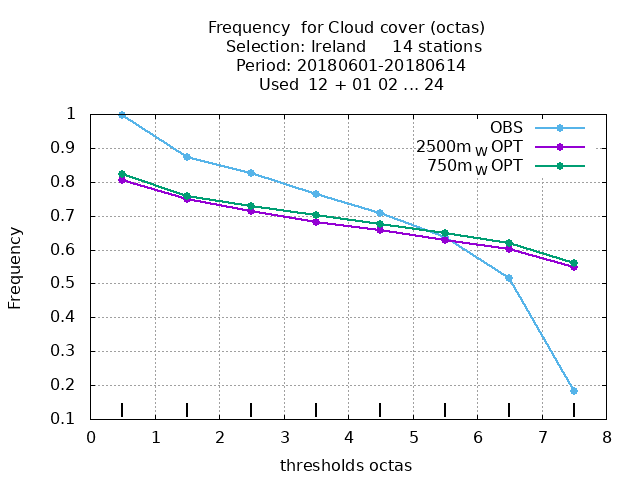 Frequency  for Cloud cover (octas)
Selection: Ireland     14 stations
Period: 20180601-20180614
Used  12 + 01 02 ... 24
OBS
2500m_W OPT
750m_W OPT
1
0.9
0.8
0.7
0.6
0.5
0.4
0.3
0.2
0.1
Frequency
0 1 2 3 4 5 6 7 8
thresholds octas